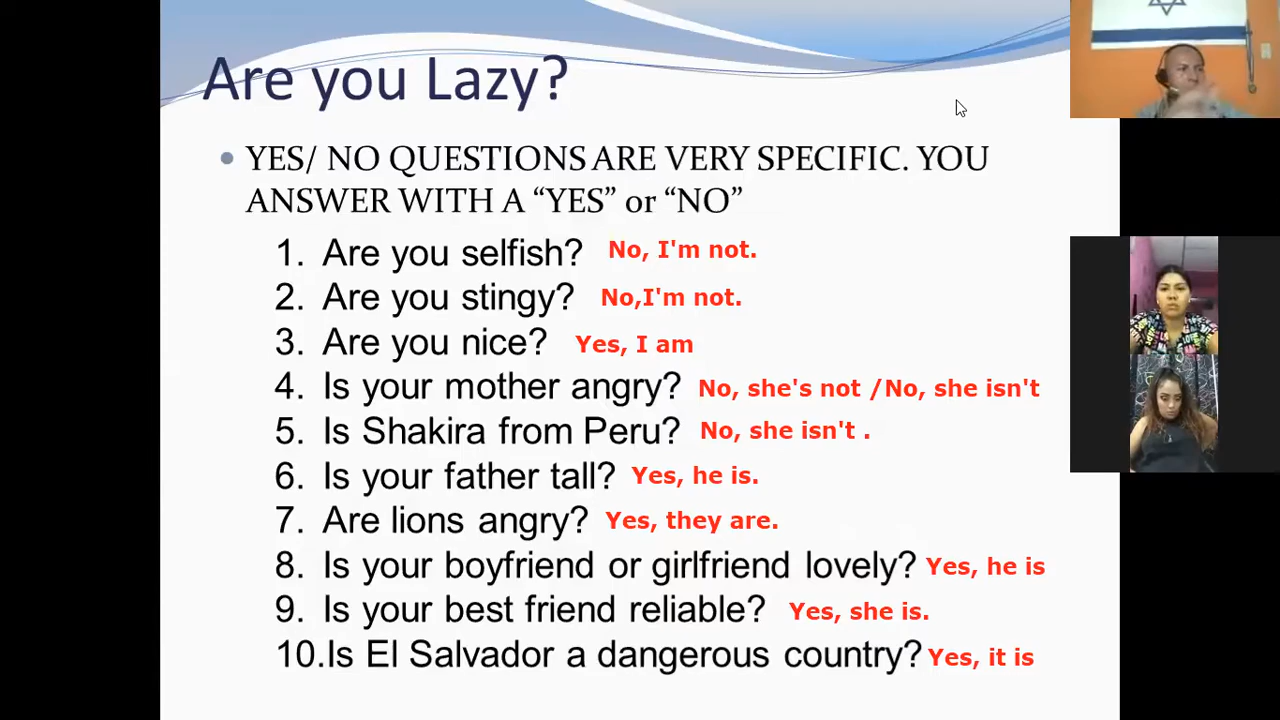 Are you Lazy?
• YES/ NO QUESTIONS ARE VERY SPECIFIC. YOU
ANSWER WITH A “YES” or “NO”
1. Are you selfish? No, I'm not.
2. Are you stingy? No,I'm not.
3. Are you nice? Yes, I am
4. Is your mother angry? No, she's not /No, she isn't
5. Is Shakira from Peru? No, she isn't .
6. Is your father tall? Yes, he is.
7. Are lions angry? Yes, they are.
8. Is your boyfriend or girlfriend lovely? Yes, he is
9. Is your best friend reliable? Yes, she is.
10.Is El Salvador a dangerous country? Yes, it is